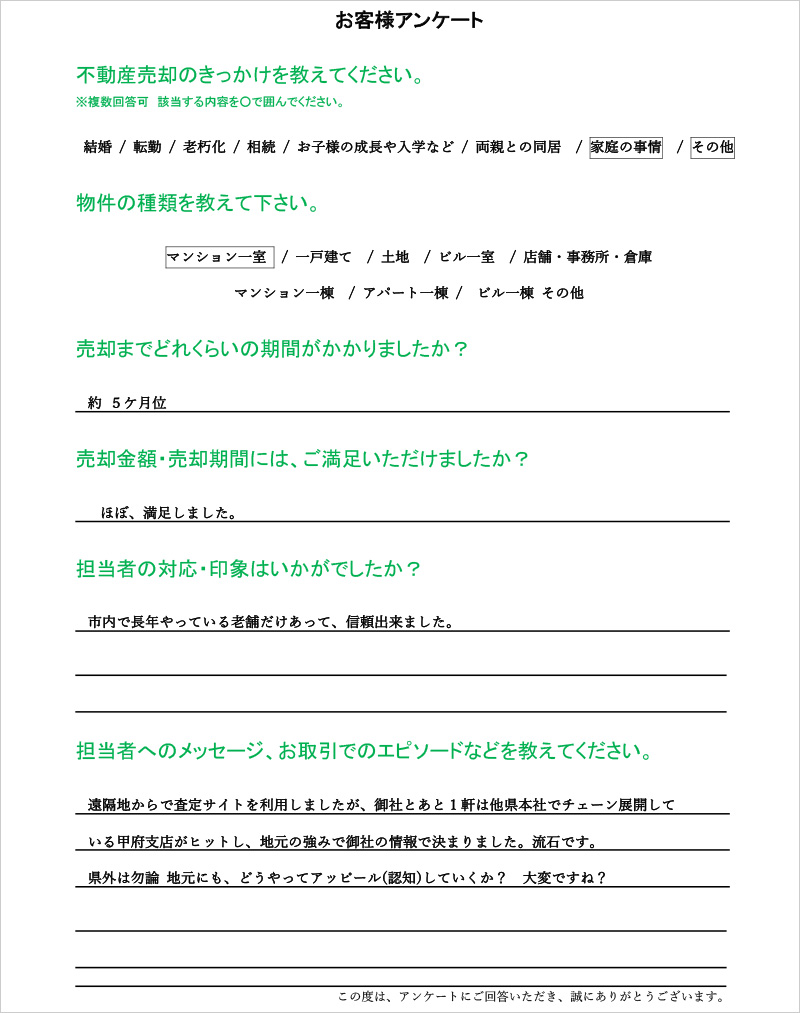 お客様アンケート
不動産売却のきっかけを教えてください。
※複数回答可　該当する内容を〇で囲んでください。
結婚 / 転勤 / 老朽化 / 相続 / お子様の成長や入学など / 両親との同居　/ 家庭の事情　/ その他
物件の種類を教えて下さい。
マンション一室　/ 一戸建て　/ 土地　/ ビル一室　/ 店舗・事務所・倉庫
マンション一棟　/ アパート一棟 /　ビル一棟 その他
売却までどれくらいの期間がかかりましたか？
約 ５ケ月位
売却金額・売却期間には、ご満足いただけましたか？
ほぼ、満足しました。
担当者の対応・印象はいかがでしたか？
市内で長年やっている老舗だけあって、信頼出来ました。
担当者へのメッセージ、お取引でのエピソードなどを教えてください。
遠隔地からで査定サイトを利用しましたが、御社とあと１軒は他県本社でチェーン展開して
いる甲府支店がヒットし、地元の強みで御社の情報で決まりました。流石です。
県外は勿論 地元にも、どうやってアッピール(認知)していくか？　大変ですね？
この度は、アンケートにご回答いただき、誠にありがとうございます。